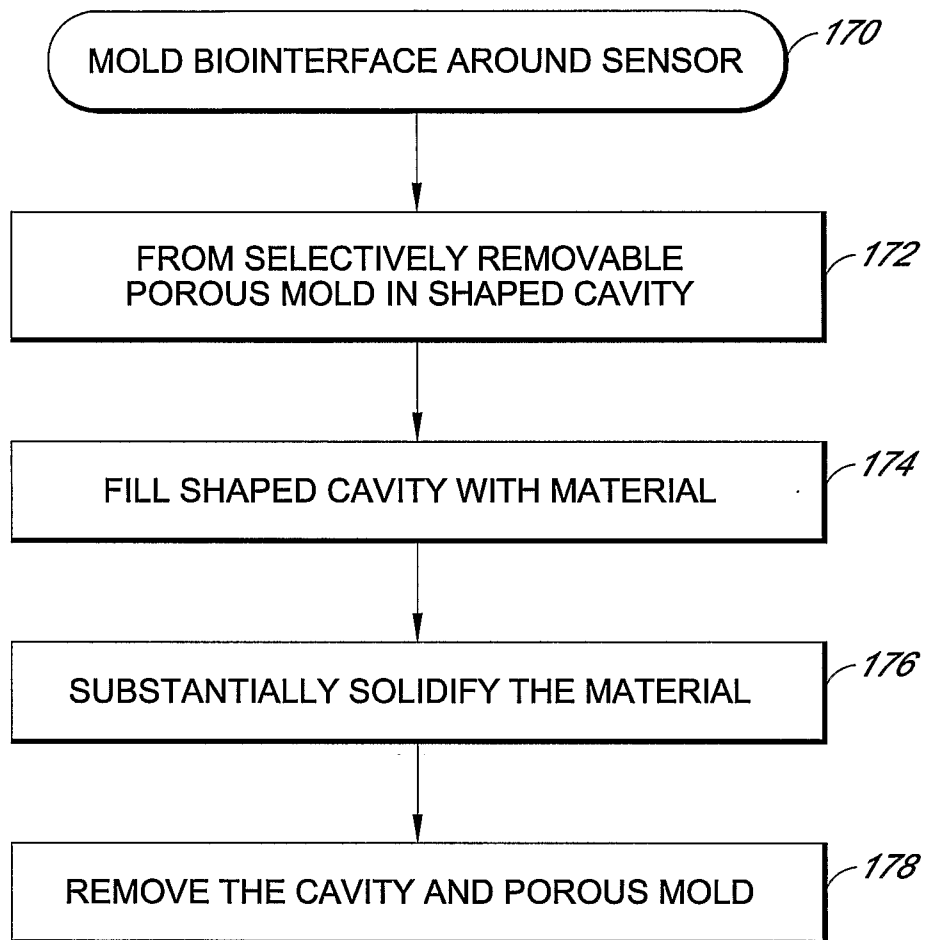 MOLD BIOINTERFACE AROUND SENSOR
170
FROM SELECTIVELY REMOVABLE
POROUS MOLD IN SHAPED CAVITY
172
FILL SHAPED CAVITY WITH MATERIAL
174
SUBSTANTIALLY SOLIDIFY THE MATERIAL
176
REMOVE THE CAVITY AND POROUS MOLD
178